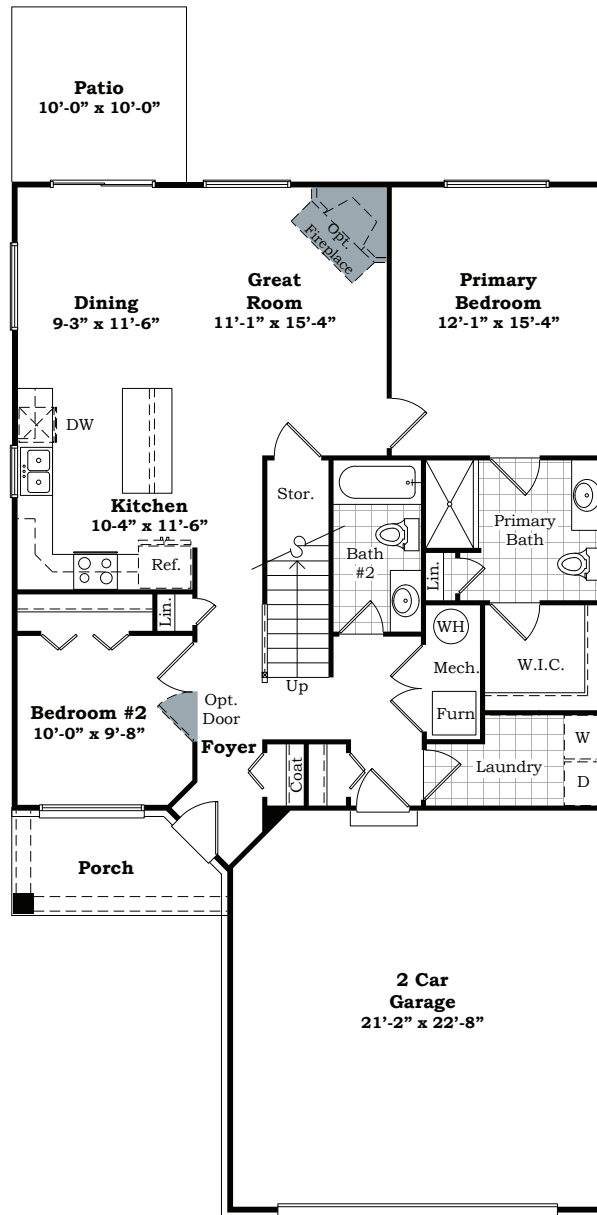 Patio
10'-0” x 10'-0”
Opt.
Fireplace
Great
Room
11'-1” x 15'-4”
Primary
Bedroom
12'-1” x 15'-4”
Dining
9-3” x 11'-6”
DW
Kitchen
10-4” x 11'-6”
Ref.
Stor.
Bath
#2
Primary
Bath
Lin.
Lin.
WH
Mech.
Furn
W.I.C.
Up
Opt.
Door
Bedroom #2
10'-0” x 9'-8”
Foyer
Coat
Laundry
W
D
Porch
2 Car
Garage
21'-2” x 22'-8”